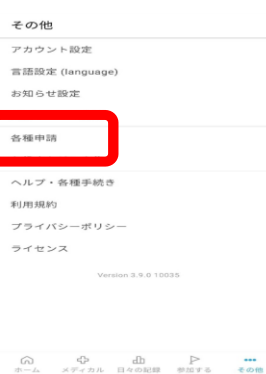 その他
アカウント設定
言語設定 (language)
お知らせ設定
各種申請
ヘルプ・各種手続き
利用規約
プライバシーポリシー
ライセンス
Version 3.9.0 10035
ホーム メディカル 日々の記録 参加する その他